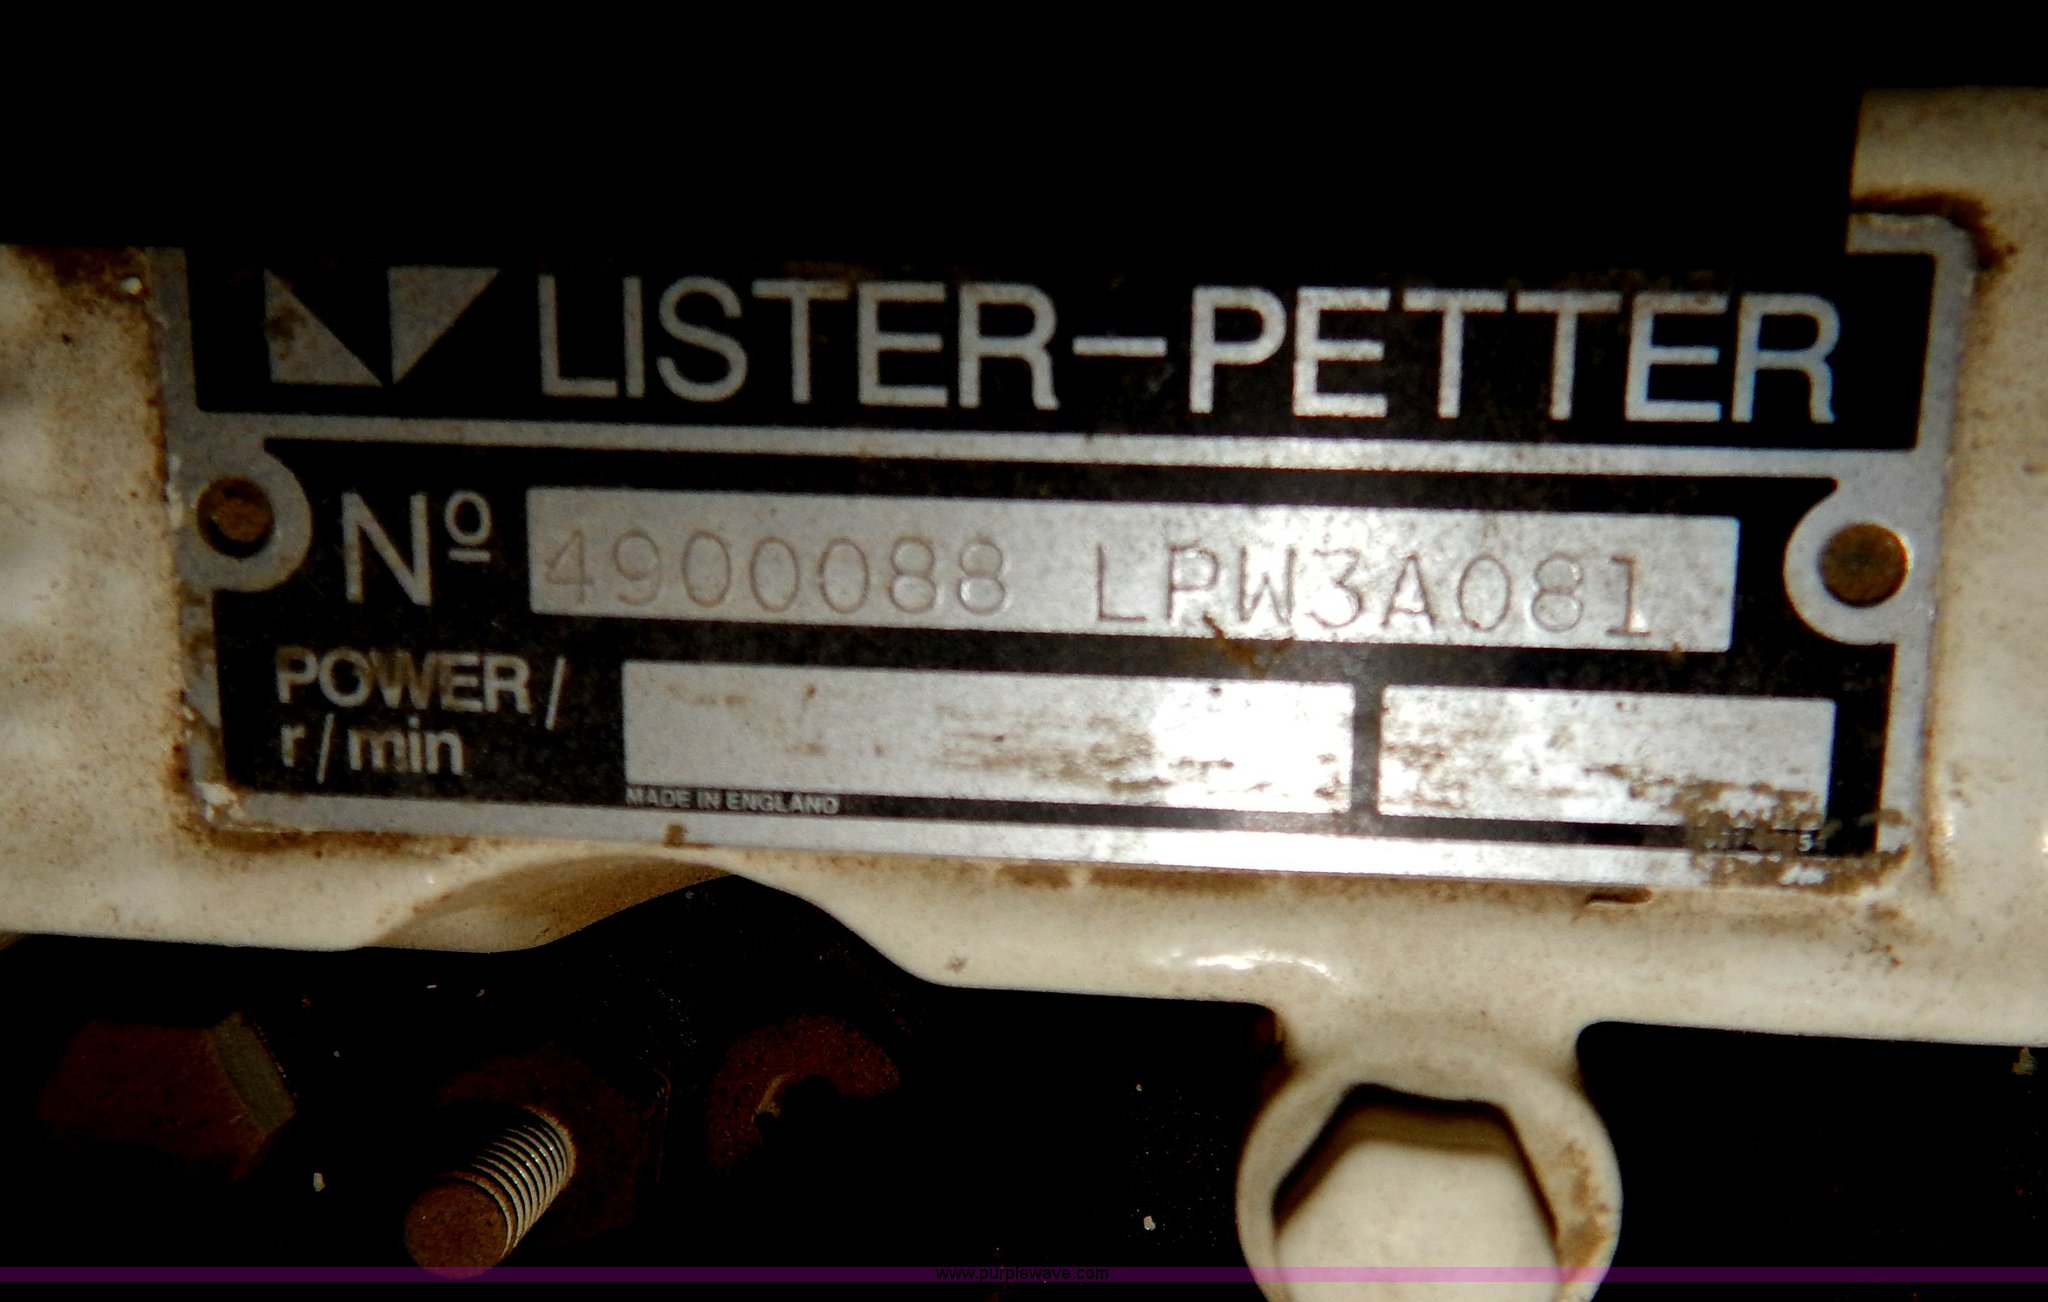 LISTER-PETTER
Nº 4900088 LPW3A081
POWER/
r/min
MADE IN ENGLAND
www.purplewave.com